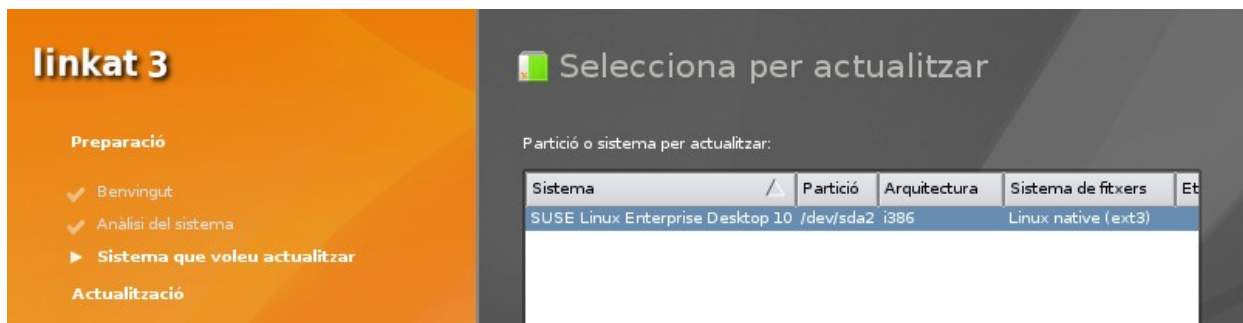 linkat 3
Preparació
Benvingut
Anàlisi del sistema
Sistema que voleu actualitzar
Actualització
Selecciona per actualitzar
Partició o sistema per actualitzar:
Sistema Partició Arquitectura Sistema de fitxers Et
SUSE Linux Enterprise Desktop 10 /dev/sda2 i386 Linux native (ext3)